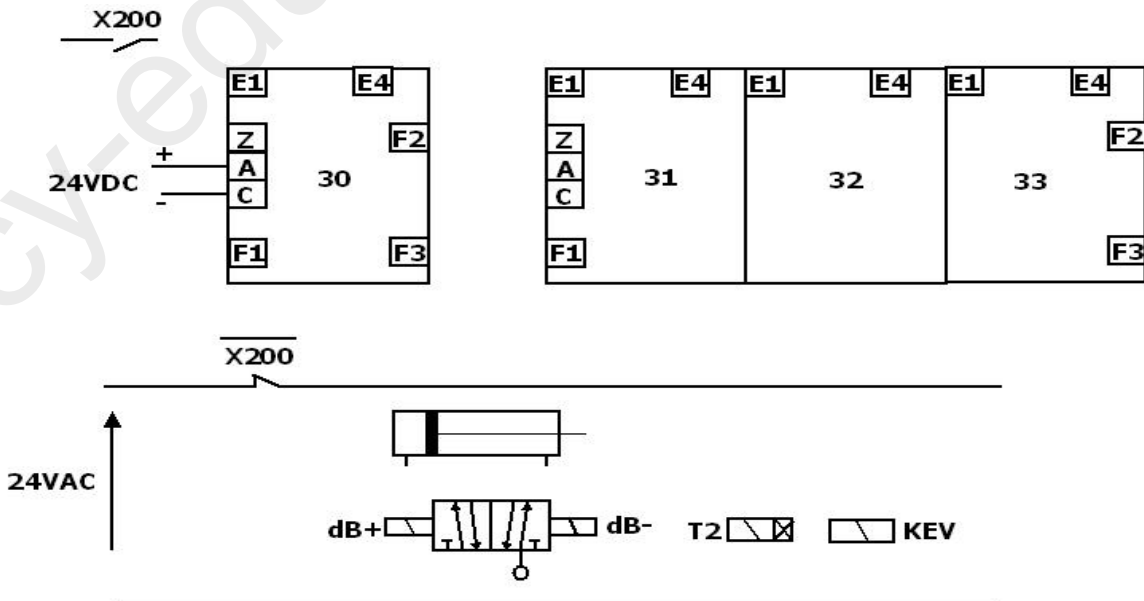 X200
E1 E4 E1 E4 E1 E4 E1 E4
Z F2 Z F2
+
24VDC A 30 A 31 32 33
- C C
F1 F3 F1 F3
X200
24VAC
dB+ dB- T2 KEV